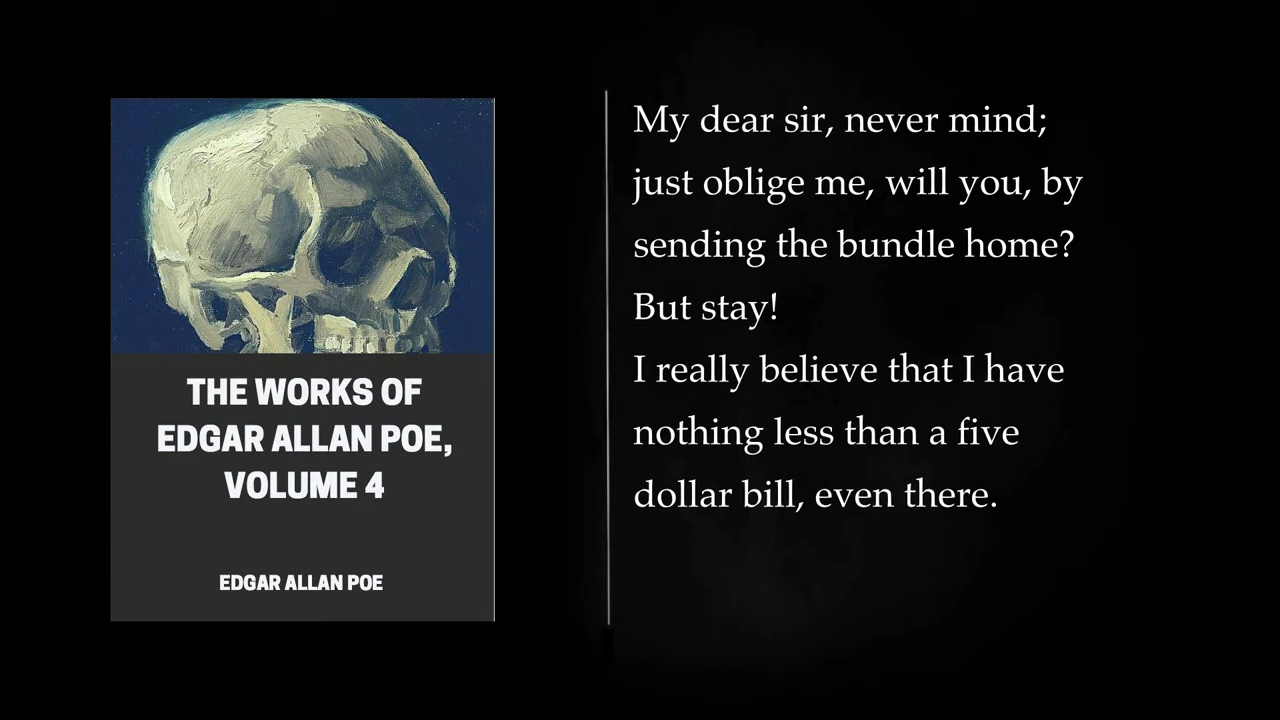 THE WORKS OF
EDGAR ALLAN POE,
VOLUME 4
EDGAR ALLAN POE
My dear sir, never mind;
just oblige me, will you, by
sending the bundle home?
But stay!
I really believe that I have
nothing less than a five
dollar bill, even there.